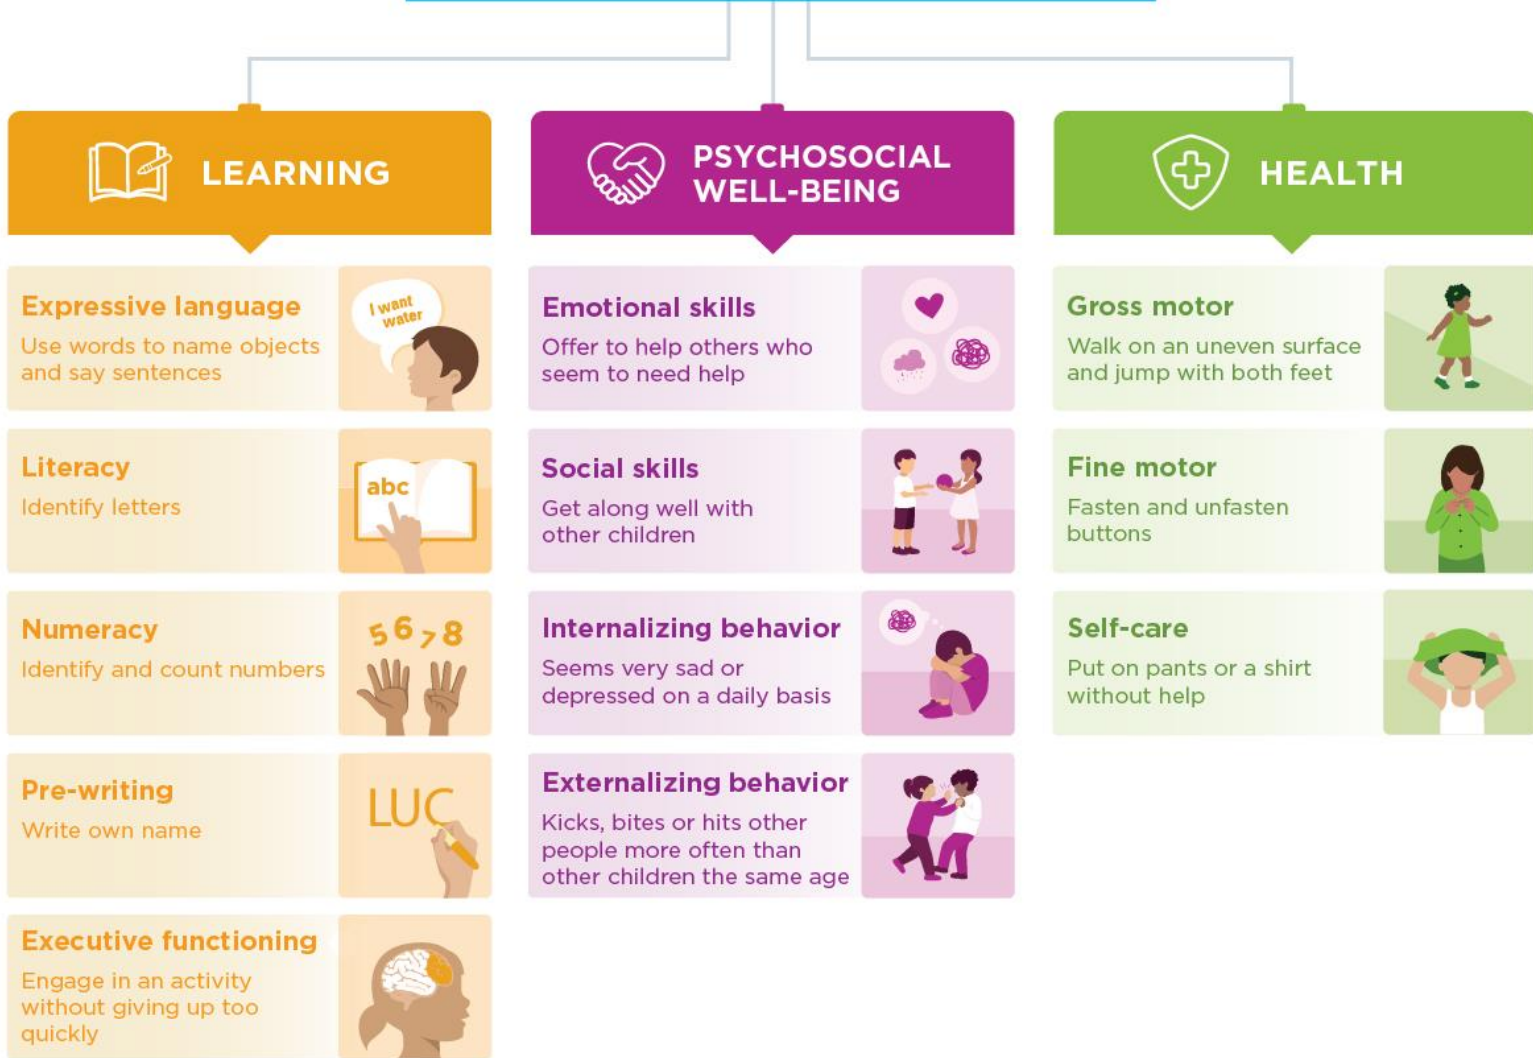 LEARNING
Expressive language
Use words to name objects
and say sentences
I want
water
Literacy
Identify letters
abc
Numeracy
Identify and count numbers
5 6 7 8
Pre-writing
Write own name
LUC
Executive functioning
Engage in an activity
without giving up too
quickly
PSYCHOSOCIAL
WELL-BEING
Emotional skills
Offer to help others who
seem to need help
Social skills
Get along well with
other children
Internalizing behavior
Seems very sad or
depressed on a daily basis
Externalizing behavior
Kicks, bites or hits other
people more often than
other children the same age
HEALTH
Gross motor
Walk on an uneven surface
and jump with both feet
Fine motor
Fasten and unfasten
buttons
Self-care
Put on pants or a shirt
without help